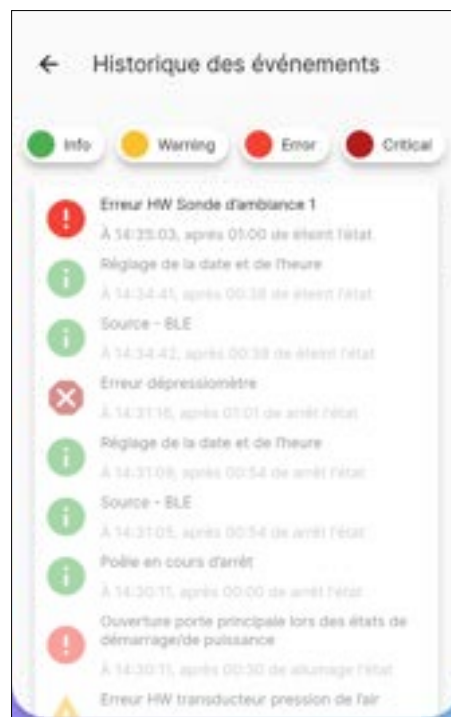 Historique des événements
Info Warning Error Critical
Erreur HW Sonde d'ambiance 1
À 14:35:03, après 01:00 de éteint l'état
Réglage de la date et de l'heure
À 14:34:41, après 00:38 de éteint l'état
Source - BLE
À 14:34:42, après 00:38 de éteint l'état
Erreur dépressiomètre
À 14:31:16, après 01:01 de arrêt l'état
Réglage de la date et de l'heure
À 14:31:09, après 00:54 de arrêt l'état
Source - BLE
À 14:31:05, après 00:54 de arrêt l'état
Poêle en cours d'arrêt
À 14:30:11, après 00:00 de arrêt l'état
Ouverture porte principale lors des états de
démarrage/de puissance
À 14:30:11, après 00:30 de allumage l'état
Erreur HW transducteur pression de l'air